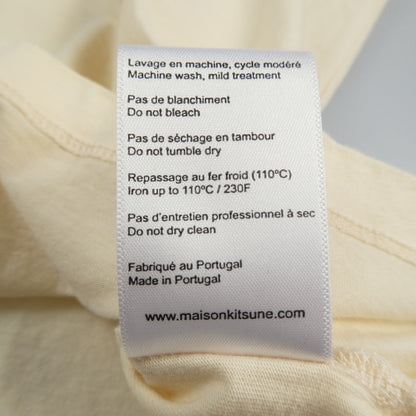 Lavage en machine, cycle modéré
Machine wash, mild treatment
Pas de blanchiment
Do not bleach
Pas de séchage en tambour
Do not tumble dry
Repassage au fer froid (110ºC)
Iron up to 110ºC / 230F
Pas d'entretien professionnel à sec
Do not dry clean
Fabriqué au Portugal
Made in Portugal
www.maisonkitsune.com